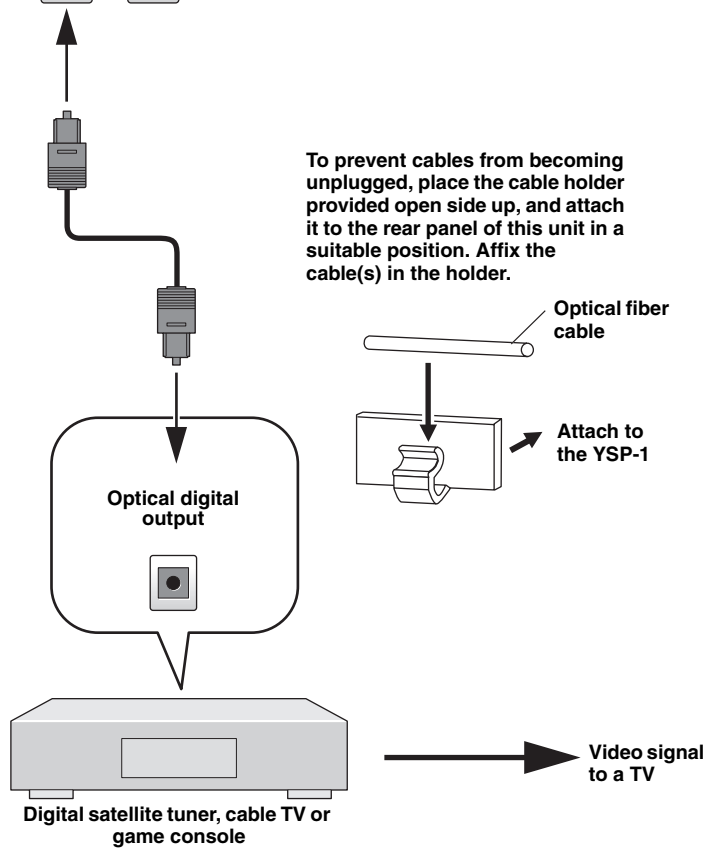 To prevent cables from becoming
unplugged, place the cable holder
provided open side up, and attach
it to the rear panel of this unit in a
suitable position. Affix the
cable(s) in the holder.
Optical fiber
cable
Attach to
the YSP-1
Optical digital
output
Video signal
to a TV
Digital satellite tuner, cable TV or
game console